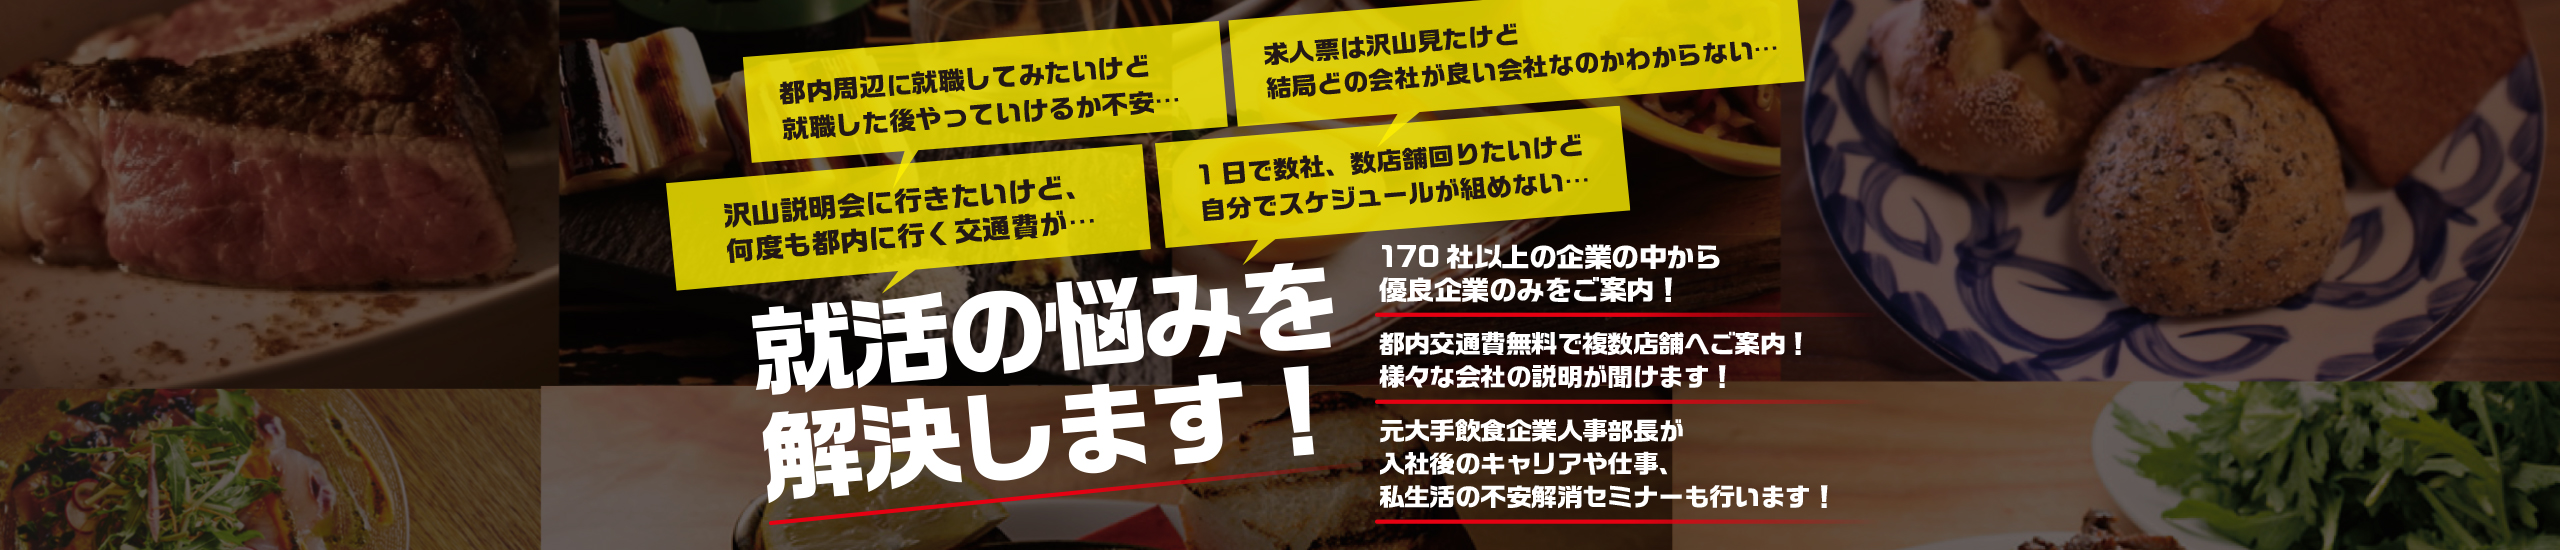 都内周辺に就職してみたいけど
就職した後やっていけるか不安…
求人票は沢山見たけど
結局どの会社が良い会社なのかわからない…
沢山説明会に行きたいけど、
何度も都内に行く交通費が…
1日で数社、数店舗回りたいけど
自分でスケジュールが組めない…
就活の悩みを
解決します！
170社以上の企業の中から
優良企業のみをご案内！
都内交通費無料で複数店舗へご案内！
様々な会社の説明が聞けます！
元大手飲食企業人事部長が
入社後のキャリアや仕事、
私生活の不安解消セミナーも行います！